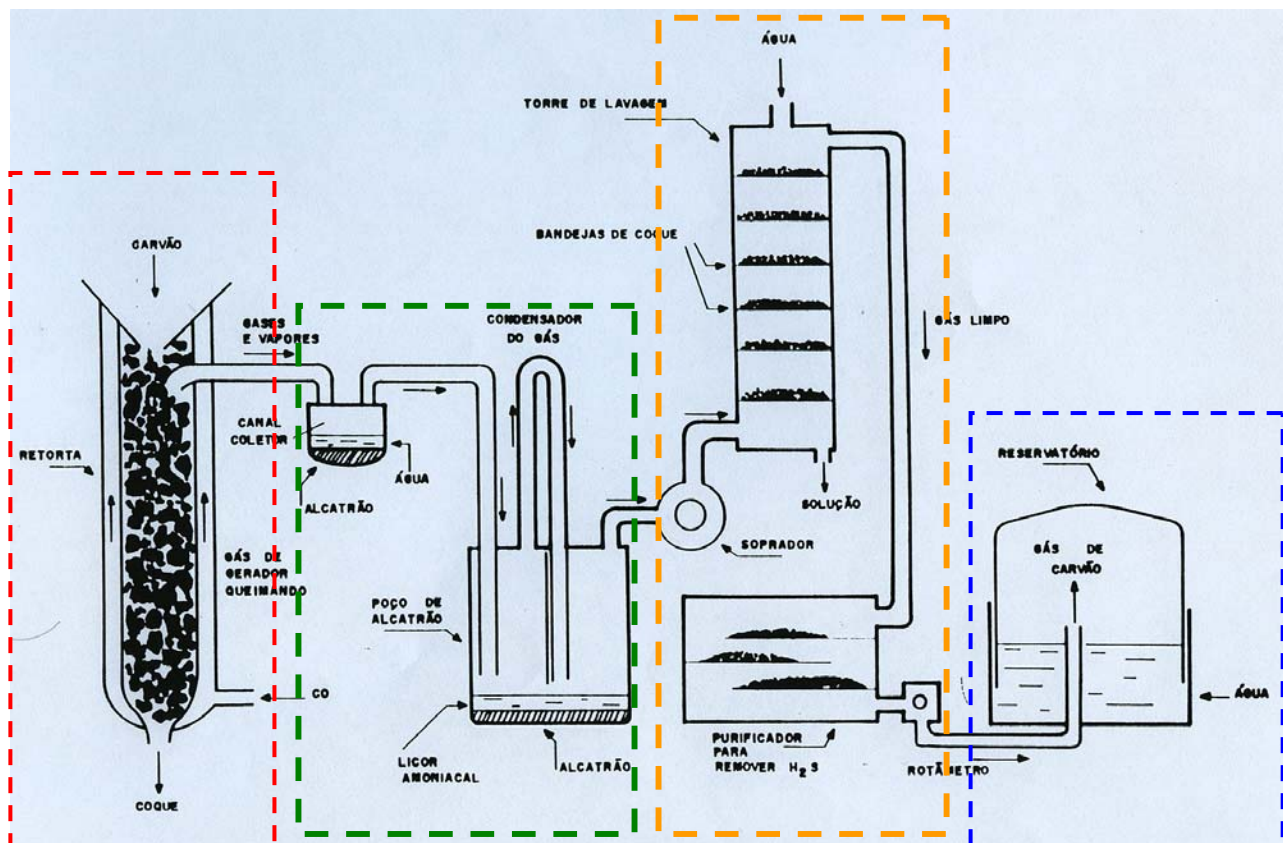 CARVÃO
RETORTA
GÁS DE
GERADOR
QUEIMANDO
CO
COQUE
GASES
E VAPORES
CANAL
COLETOR
ÁGUA
ALCATRÃO
CONDENSADOR
DO GÁS
POÇO DE
ALCATRÃO
LICOR
AMONIACAL
ALCATRÃO
ÁGUA
TORRE DE LAVAGEM
BANDEJAS DE COQUE
SOLUÇÃO
SOPRADOR
GÁS LIMPO
PURIFICADOR
PARA
REMOVER H₂S
ROTÂMETRO
RESERVATÓRIO
GÁS DE
CARVÃO
ÁGUA